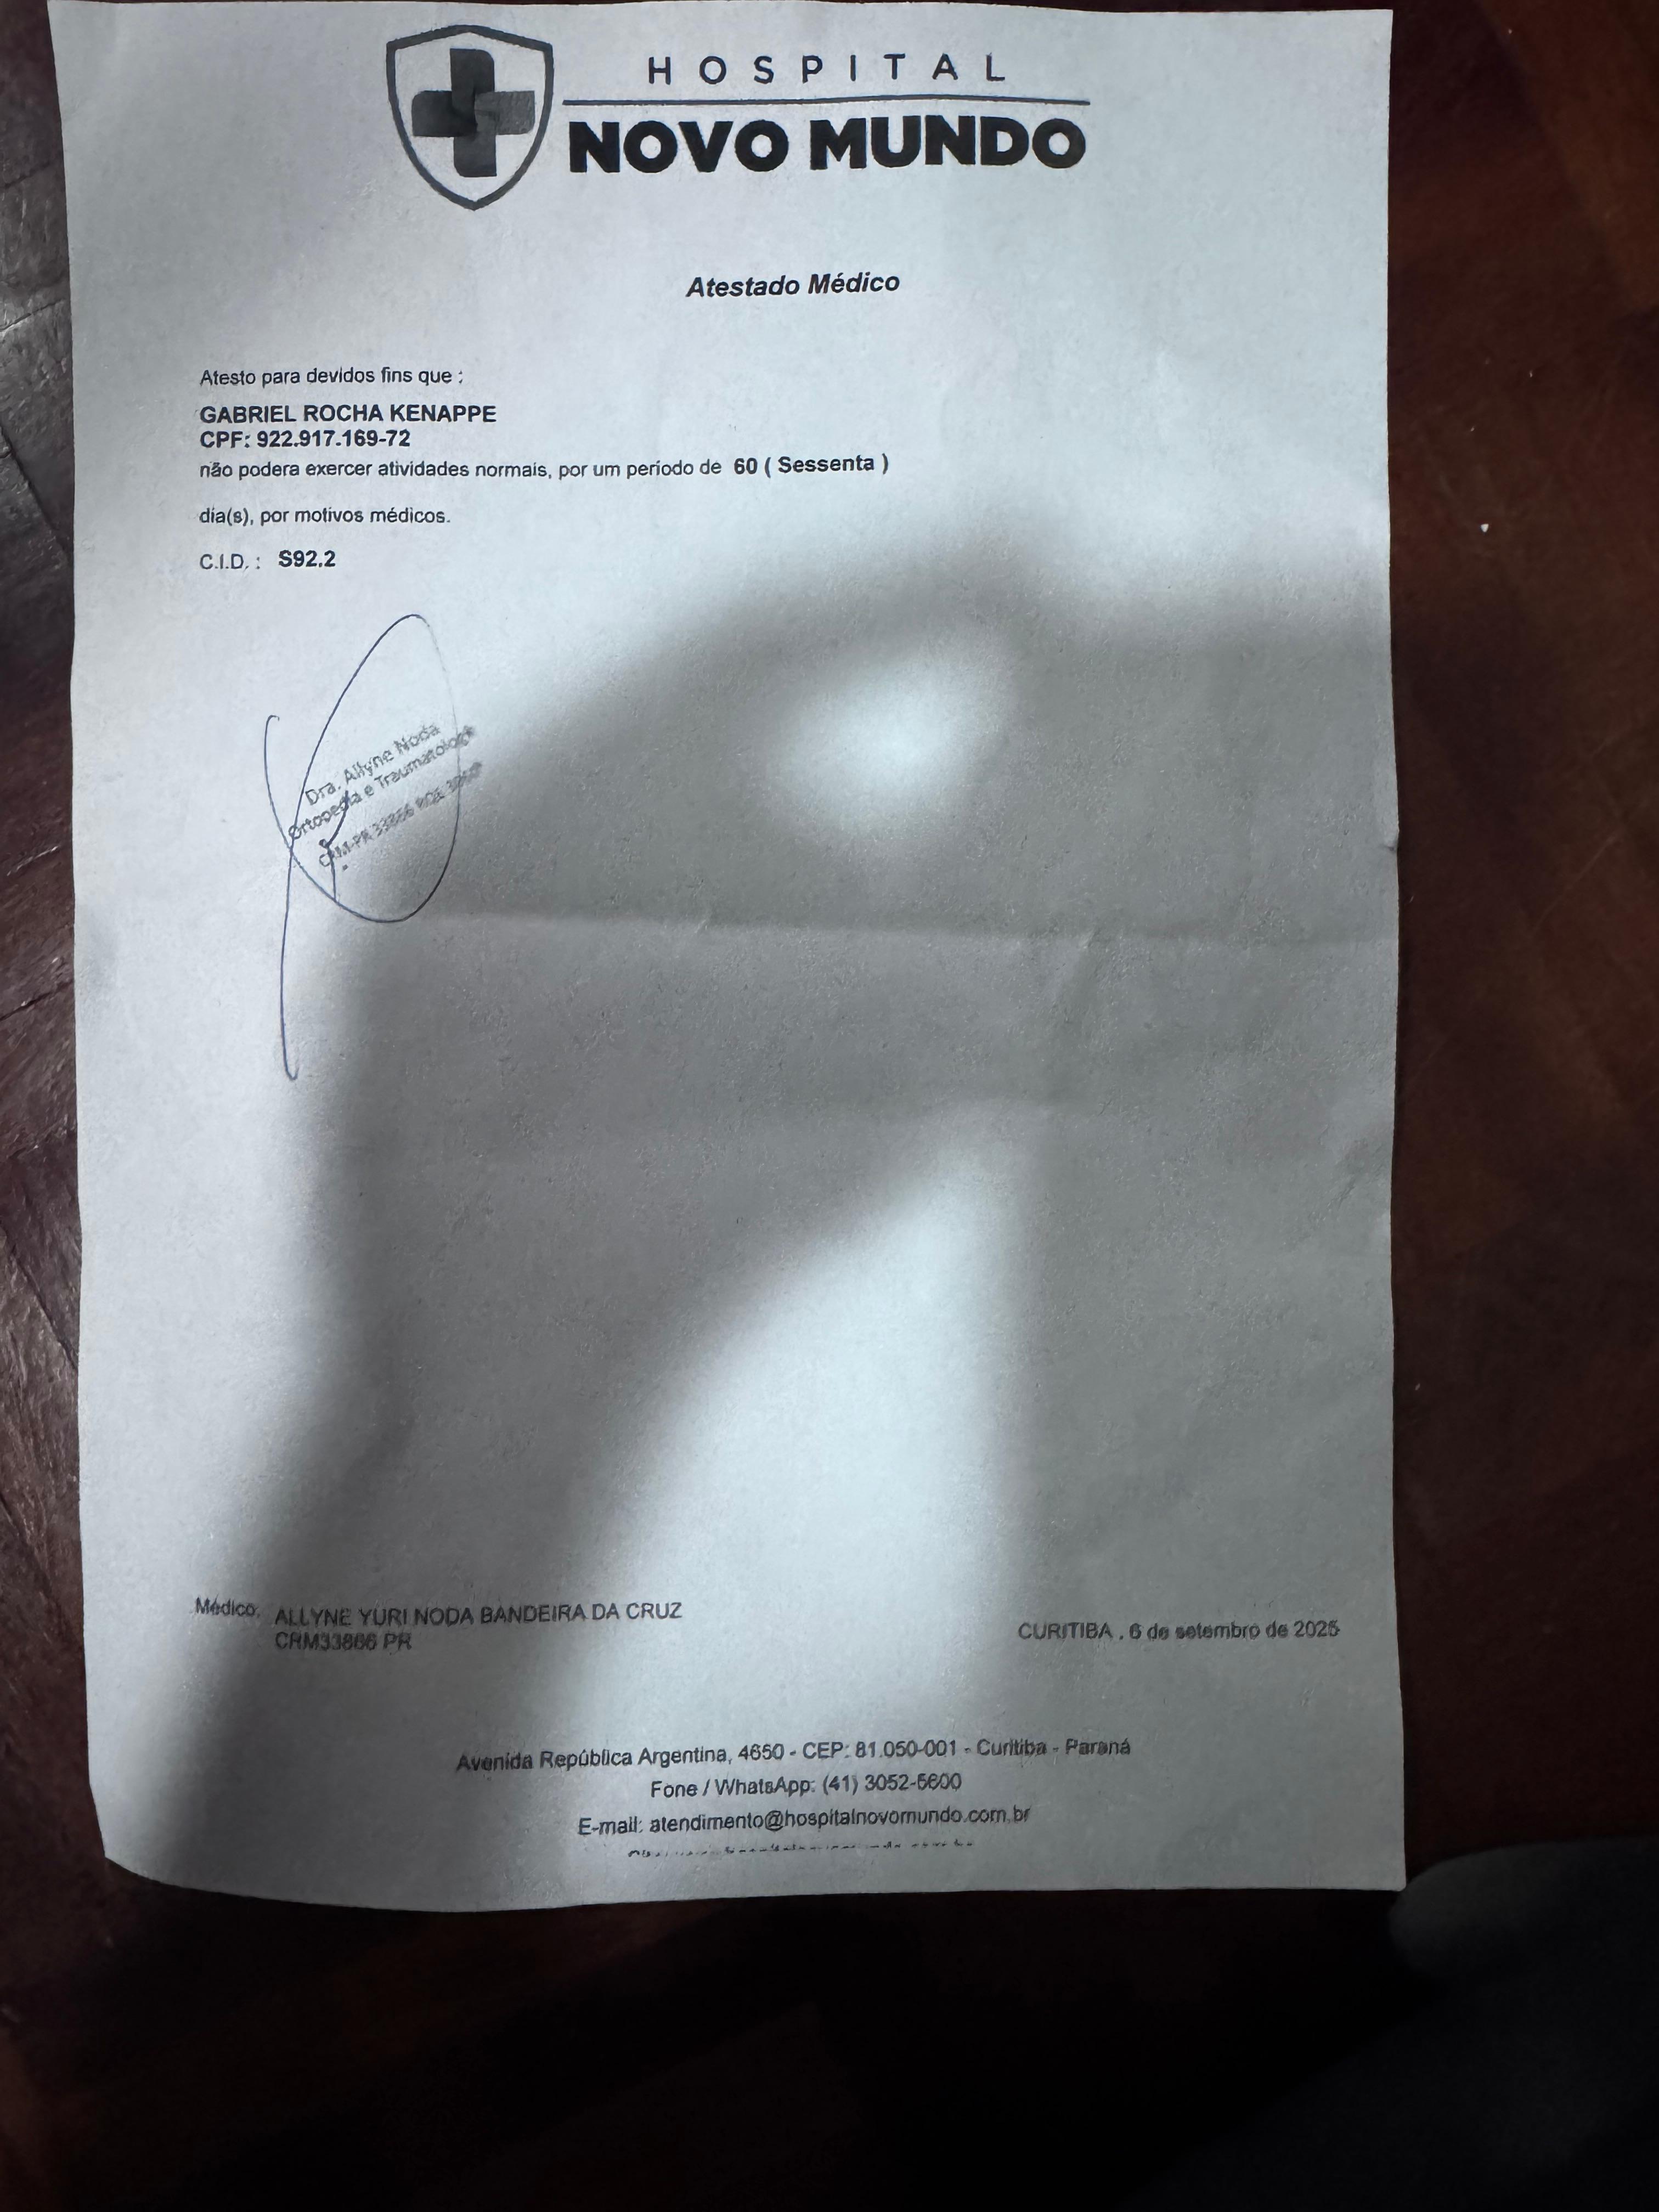 HOSPITAL
NOVO MUNDO
Atestado Médico
Atesto para devidos fins que :
GABRIEL ROCHA KENAPPE
CPF: 922.917.169-72
não podera exercer atividades normais, por um período de 60 ( Sessenta )
dia(s), por motivos médicos.
C.I.D. : S92.2
Dra. Allyne Noda
Ortopedia e Traumatologia
CRM-PR 33866 RQE
Médico: ALLYNE YURI NODA BANDEIRA DA CRUZ
CRM33866 PR
CURITIBA , 6 de setembro de 2025
Avenida República Argentina, 4650 - CEP: 81.050-001 - Curitiba - Paraná
Fone / WhatsApp: (41) 3052-5600
E-mail: atendimento@hospitalnovomundo.com.br